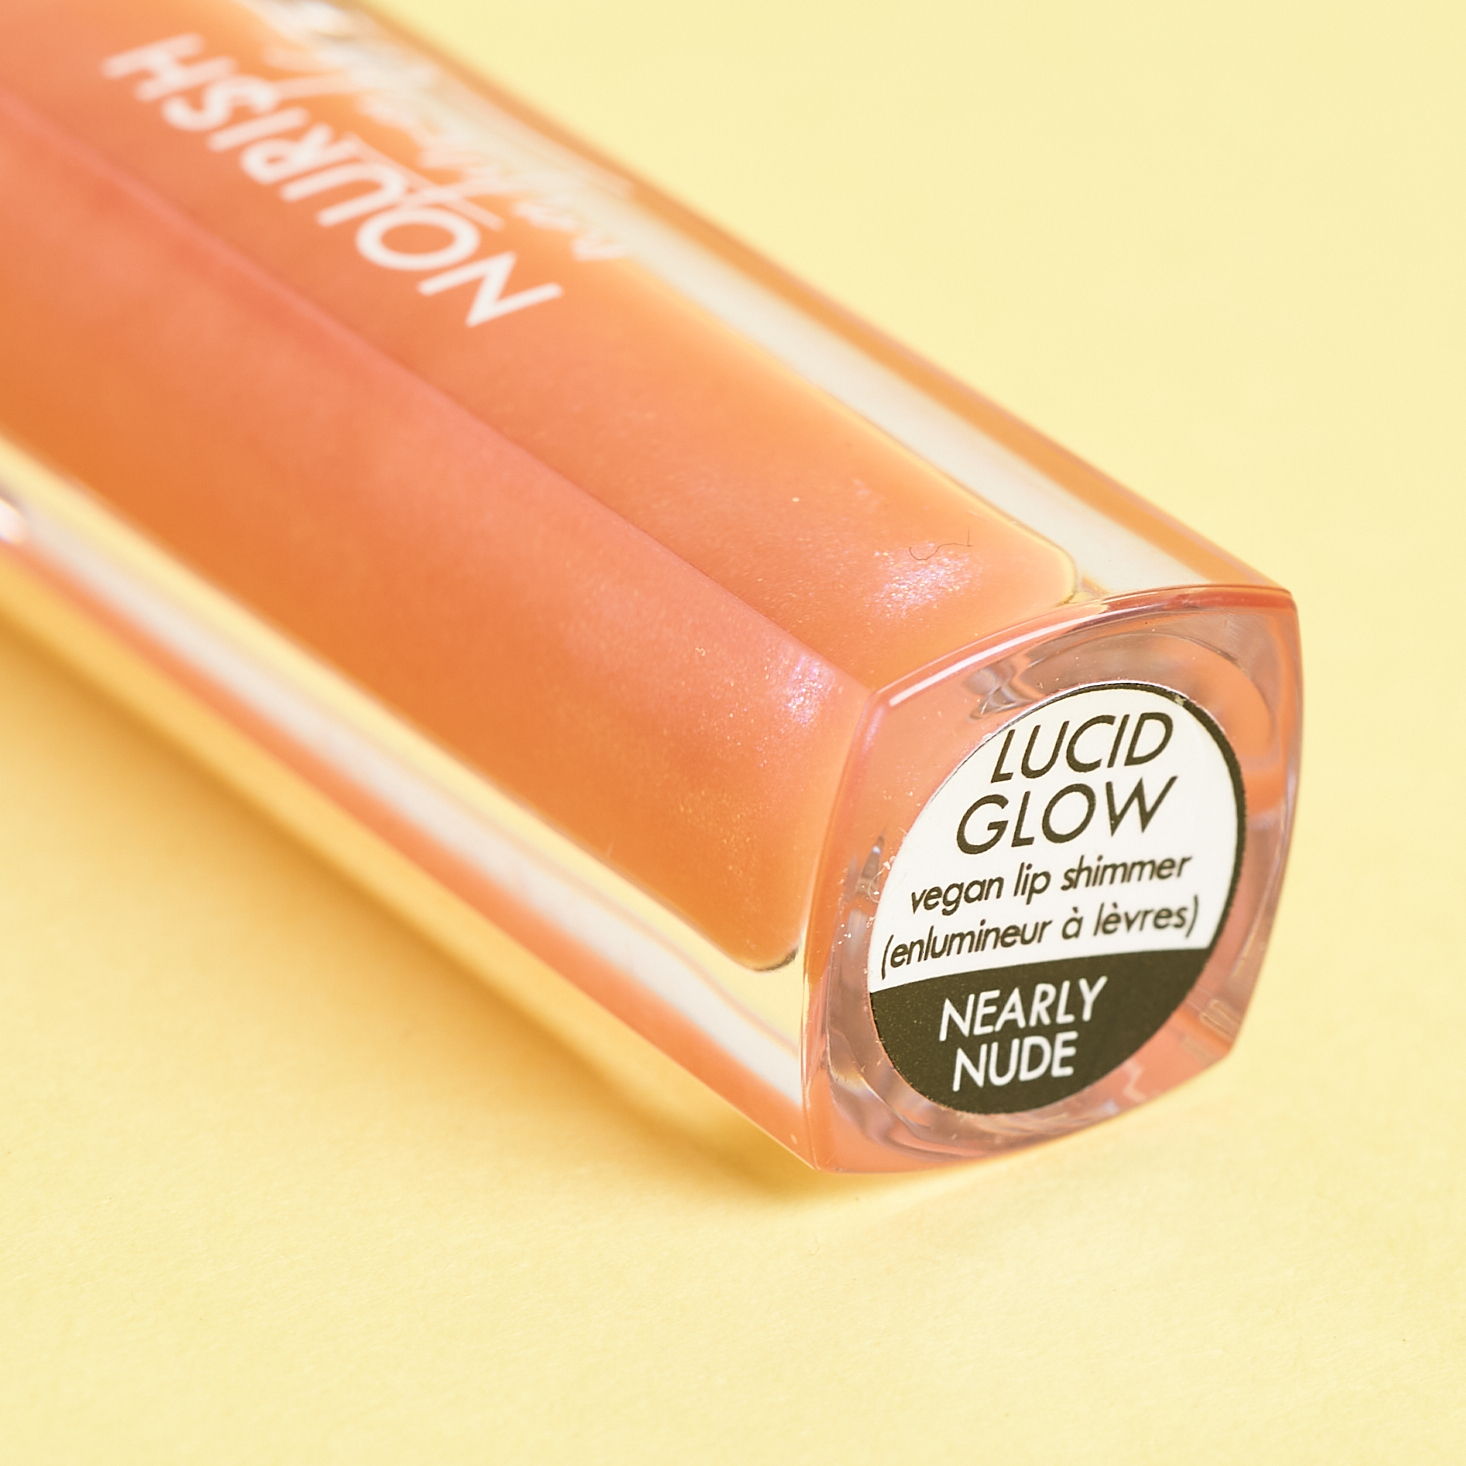 NOURISH
LUCID
GLOW
vegan lip shimmer
(enlumineur à lèvres)
NEARLY
NUDE